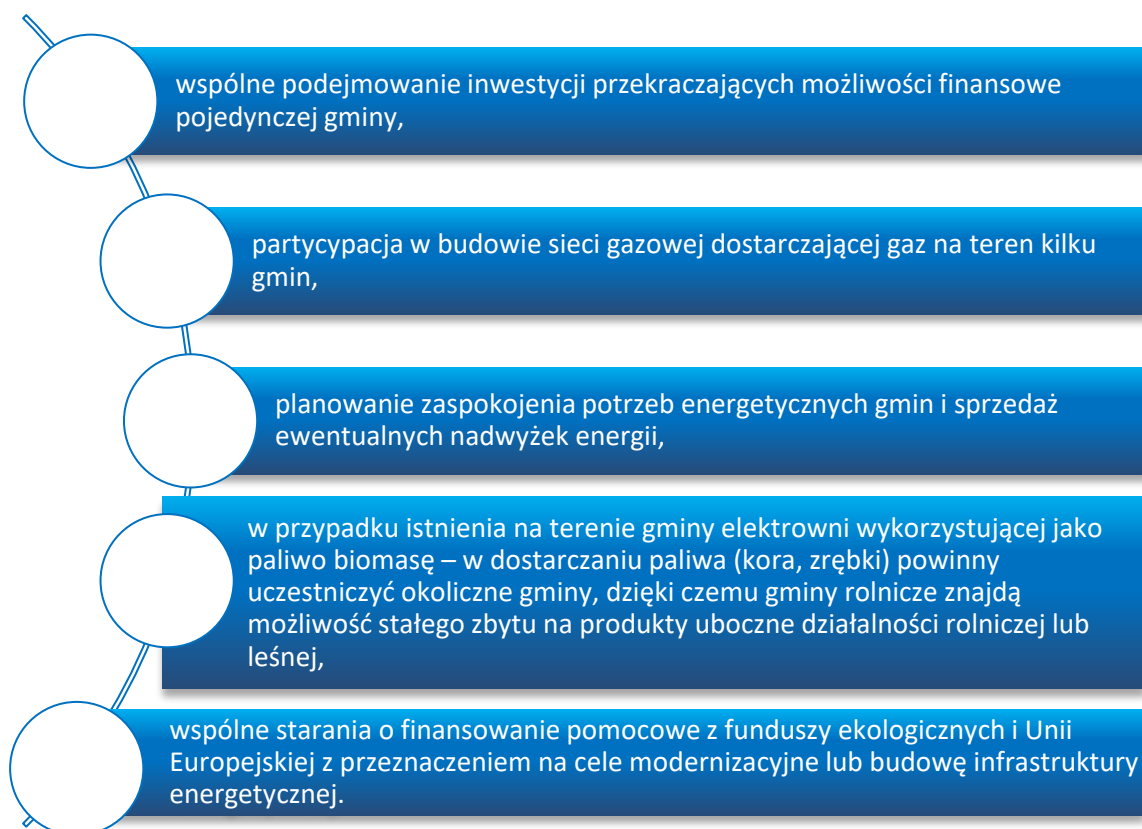 wspólne podejmowanie inwestycji przekraczających możliwości finansowe
pojedynczej gminy,
partycypacja w budowie sieci gazowej dostarczającej gaz na teren kilku
gmin,
planowanie zaspokojenia potrzeb energetycznych gmin i sprzedaż
ewentualnych nadwyżek energii,
w przypadku istnienia na terenie gminy elektrowni wykorzystującej jako
paliwo biomasę – w dostarczaniu paliwa (kora, zrębki) powinny
uczestniczyć okoliczne gminy, dzięki czemu gminy rolnicze znajdą
możliwość stałego zbytu na produkty uboczne działalności rolniczej lub
leśnej,
wspólne starania o finansowanie pomocowe z funduszy ekologicznych i Unii
Europejskiej z przeznaczeniem na cele modernizacyjne lub budowę infrastruktury
energetycznej.